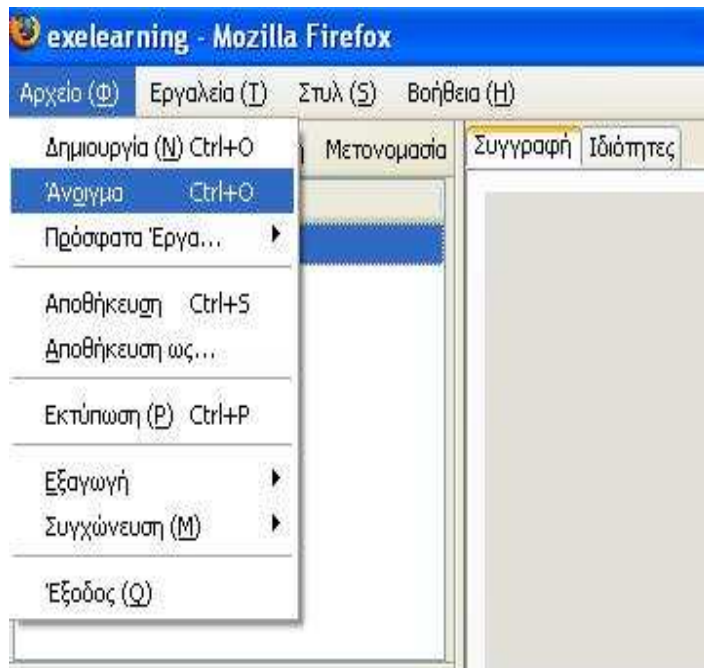 exelearning - Mozilla Firefox
Αρχείο (Φ) Εργαλεία (T) Στυλ (S) Βοήθεια (H)
Δημιουργία (N) Ctrl+O
Μετονομασία
Συγγραφή Ιδιότητες
Άνοιγμα Ctrl+O
Πρόσφατα Έργα...
Αποθήκευση Ctrl+S
Αποθήκευση ως...
Εκτύπωση (P) Ctrl+P
Εξαγωγή
Συγχώνευση (M)
Έξοδος (Q)